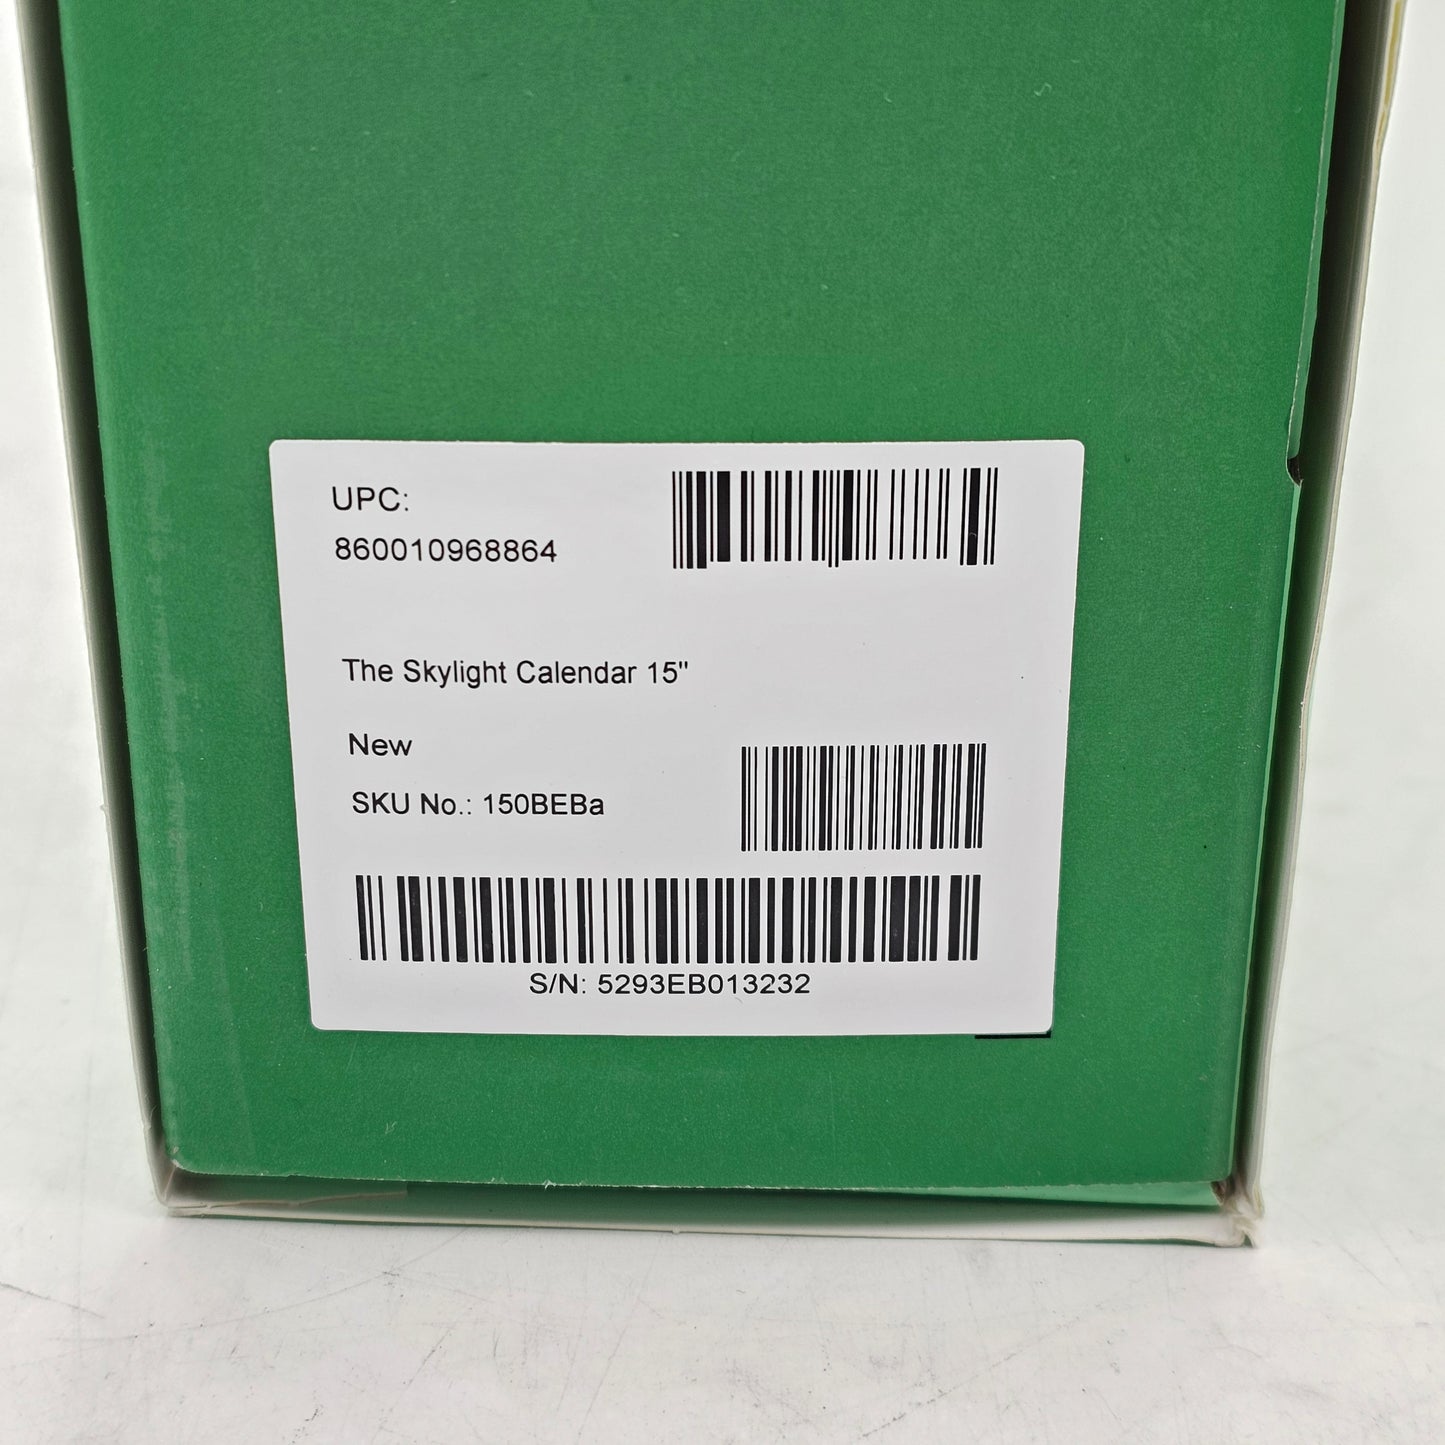 UPC:
860010968864
The Skylight Calendar 15"
New
SKU No.: 150BEBa
S/N: 5293EB013232